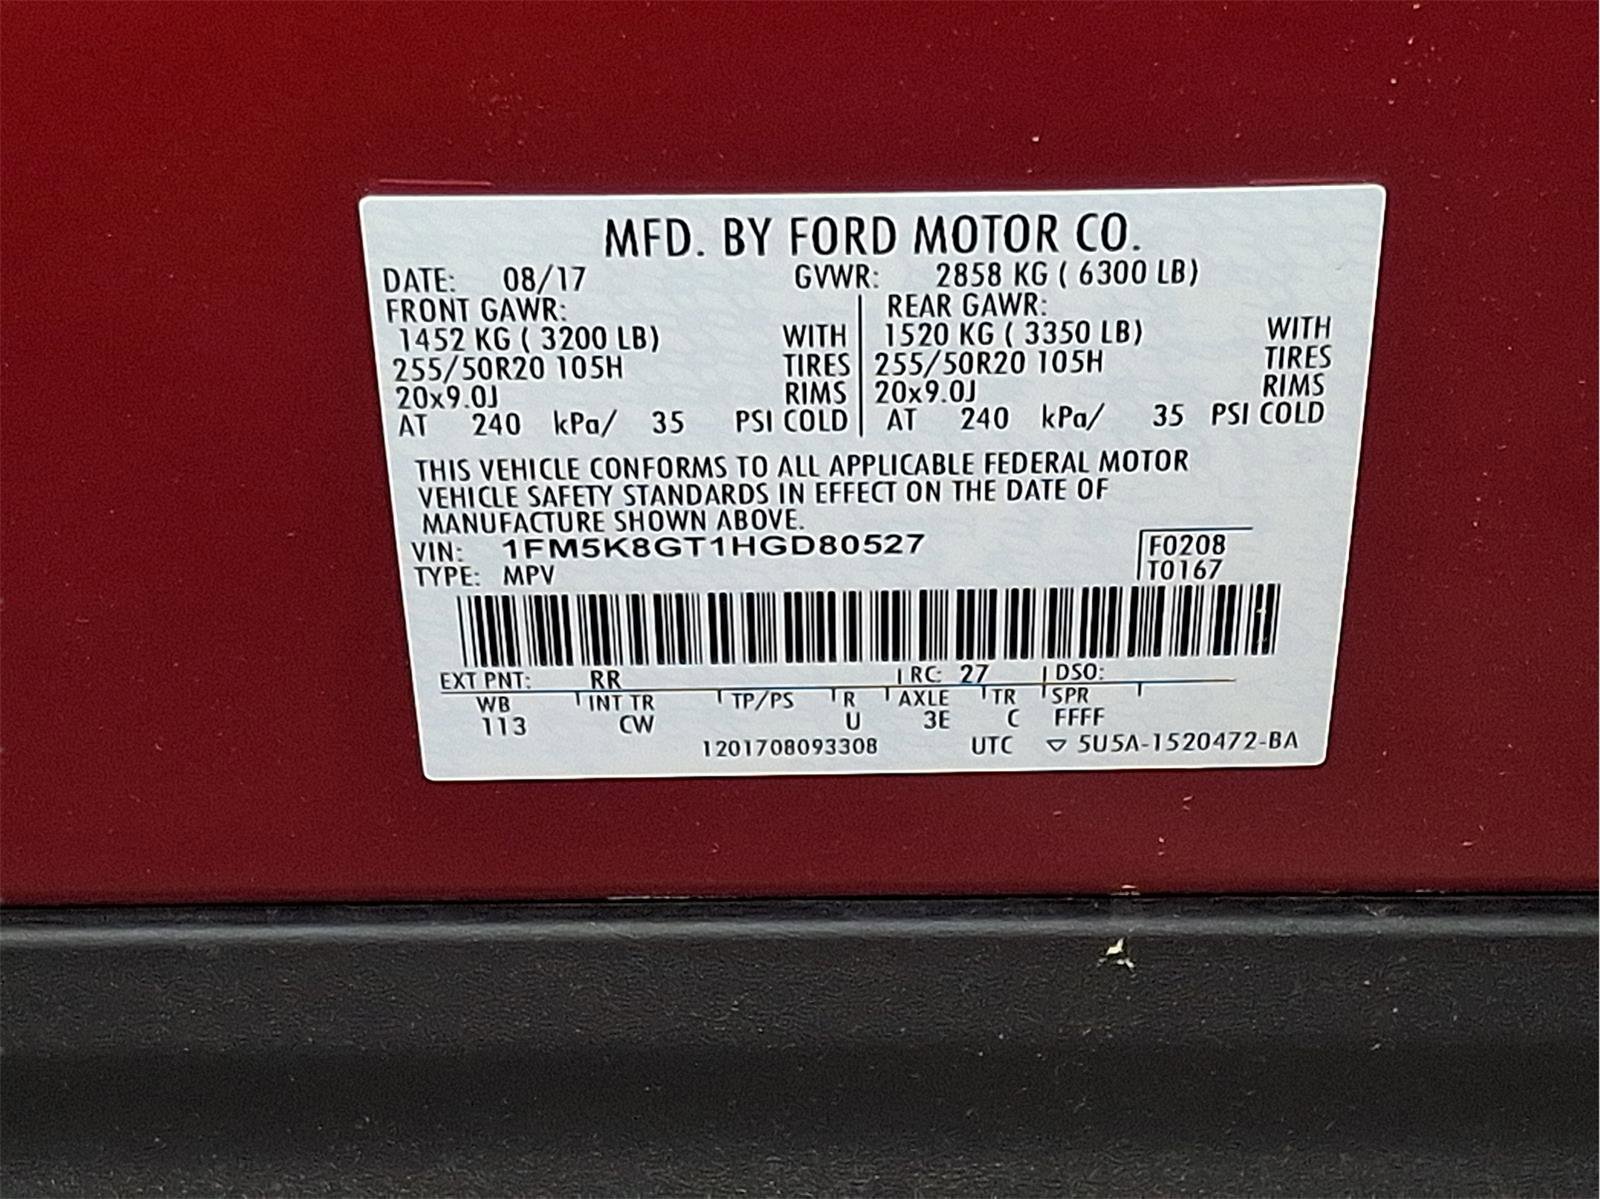 MFD. BY FORD MOTOR CO.
DATE: 08/17 GVWR: 2858 KG ( 6300 LB)
FRONT GAWR: REAR GAWR:
1452 KG ( 3200 LB) WITH 1520 KG ( 3350 LB) WITH
255/50R20 105H TIRES 255/50R20 105H TIRES
20x9.0J RIMS 20x9.0J RIMS
AT 240 kPa/ 35 PSI COLD AT 240 kPa/ 35 PSI COLD
THIS VEHICLE CONFORMS TO ALL APPLICABLE FEDERAL MOTOR
VEHICLE SAFETY STANDARDS IN EFFECT ON THE DATE OF
MANUFACTURE SHOWN ABOVE.
VIN: 1FM5K8GT1HGD80527 F0208
TYPE: MPV T0167
EXT PNT: RR RC: 27 DSO:
WB INT TR TP/PS R AXLE TR SPR
113 CW U 3E C FFFF
1201708093308 UTC ▽ 5U5A-1520472-BA